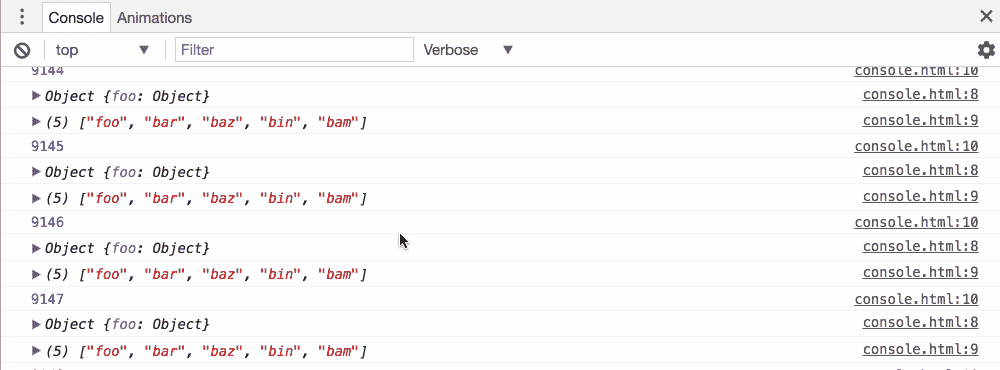 Console Animations
top Filter Verbose
9144 console.html:10
Object {foo: Object} console.html:8
(5) ["foo", "bar", "baz", "bin", "bam"] console.html:9
9145 console.html:10
Object {foo: Object} console.html:8
(5) ["foo", "bar", "baz", "bin", "bam"] console.html:9
9146 console.html:10
Object {foo: Object} console.html:8
(5) ["foo", "bar", "baz", "bin", "bam"] console.html:9
9147 console.html:10
Object {foo: Object} console.html:8
(5) ["foo", "bar", "baz", "bin", "bam"] console.html:9